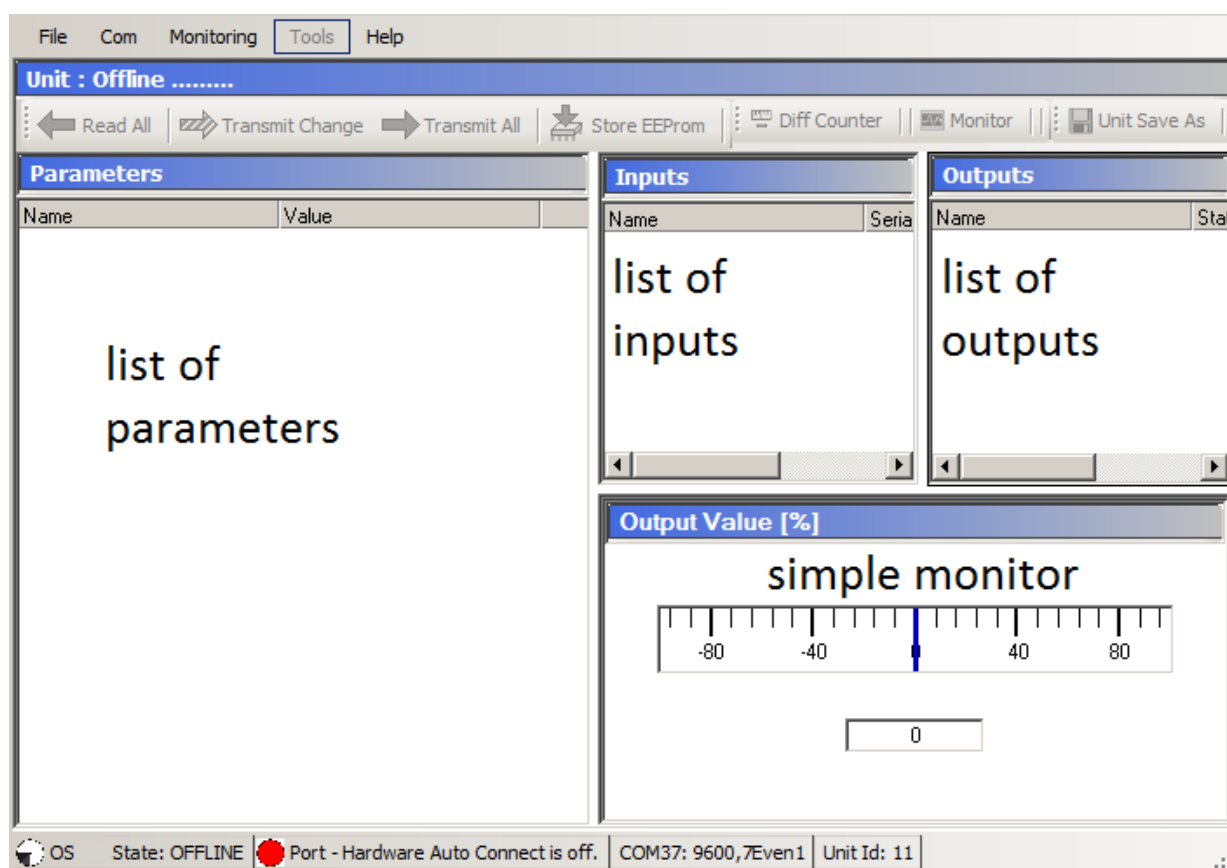 File Com Monitoring Tools Help
Unit : Offline .........
Read All Transmit Change Transmit All Store EEProm Diff Counter Monitor Unit Save As
Parameters
Name Value
list of
parameters
Inputs
Name Seria
list of
inputs
Outputs
Name Sta
list of
outputs
Output Value [%]
simple monitor
-80 -40 0 40 80
0
OS State: OFFLINE Port - Hardware Auto Connect is off. COM37: 9600,7Even1 Unit Id: 11